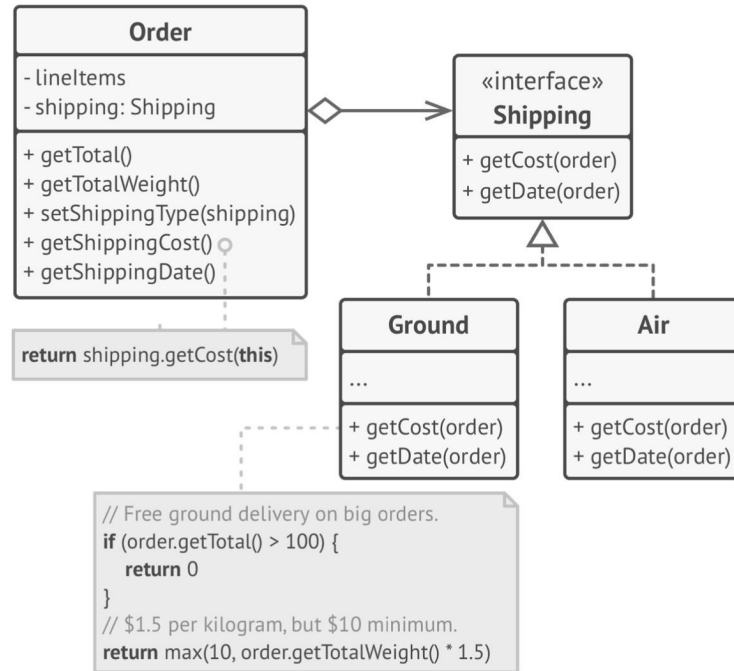 Order
- lineItems
- shipping: Shipping
+ getTotal()
+ getTotalWeight()
+ setShippingType(shipping)
+ getShippingCost()
+ getShippingDate()
return shipping.getCost(this)
«interface»
Shipping
+ getCost(order)
+ getDate(order)
Ground
...
+ getCost(order)
+ getDate(order)
Air
...
+ getCost(order)
+ getDate(order)
// Free ground delivery on big orders.
if (order.getTotal() > 100) {
return 0
}
// $1.5 per kilogram, but $10 minimum.
return max(10, order.getTotalWeight() * 1.5)